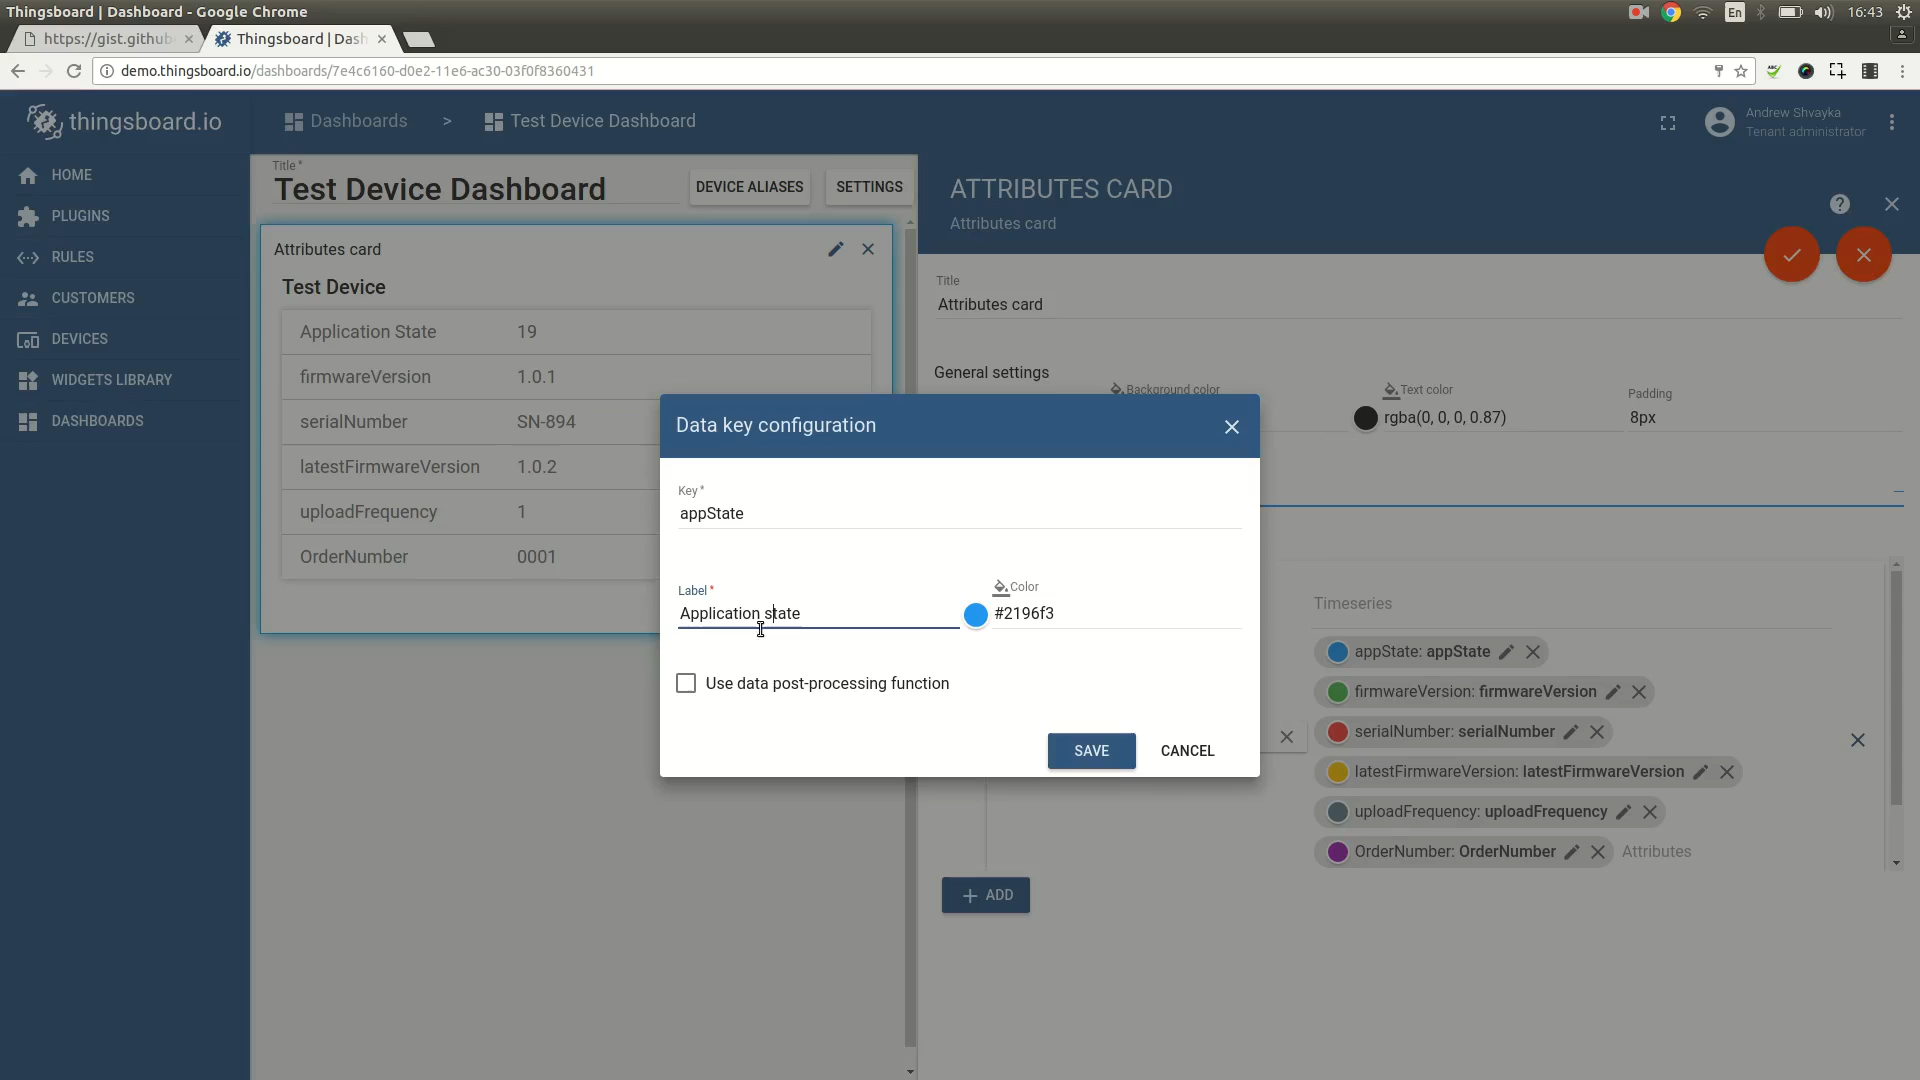 Thingsboard | Dashboard - Google Chrome
En
16:43
https://gist.github
Thingsboard | Dash
demo.thingsboard.io/dashboards/7e4c6160-d0e2-11e6-ac30-03f0f8360431
thingsboard.io
Dashboards > Test Device Dashboard
Andrew Shvayka
Tenant administrator
HOME
PLUGINS
RULES
CUSTOMERS
DEVICES
WIDGETS LIBRARY
DASHBOARDS
Title *
Test Device Dashboard
DEVICE ALIASES
SETTINGS
Attributes card
Test Device
Application State 19
firmwareVersion 1.0.1
serialNumber SN-894
latestFirmwareVersion 1.0.2
uploadFrequency 1
OrderNumber 0001
ATTRIBUTES CARD
Attributes card
Title
Attributes card
General settings
Background color
Text color
rgba(0, 0, 0, 0.87)
Padding
8px
Data key configuration
Key *
appState
Label *
Application state
Color
#2196f3
Use data post-processing function
SAVE
CANCEL
Timeseries
appState: appState
firmwareVersion: firmwareVersion
serialNumber: serialNumber
latestFirmwareVersion: latestFirmwareVersion
uploadFrequency: uploadFrequency
OrderNumber: OrderNumber
Attributes
+ ADD